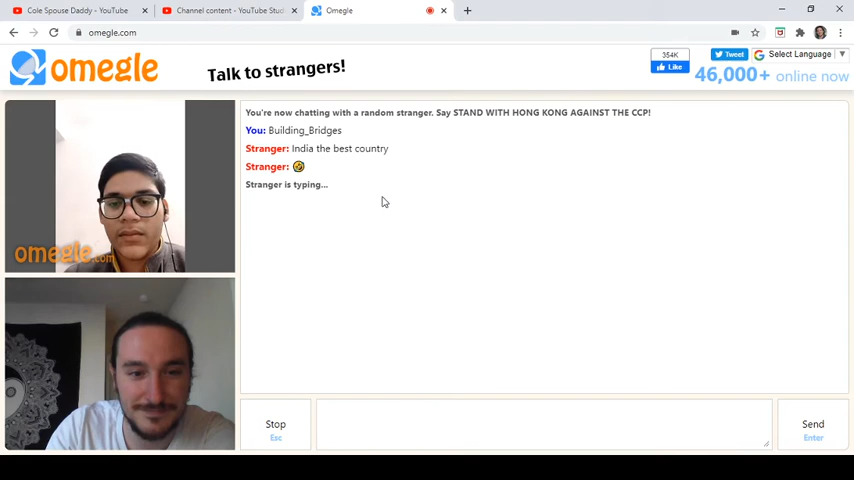 Cole Spouse Daddy - YouTube
Channel content - YouTube Stud
Omegle
omegle.com
omegle
Talk to strangers!
354K
Like
Tweet
G Select Language
46,000+ online now
You're now chatting with a random stranger. Say STAND WITH HONG KONG AGAINST THE CCP!
You: Building_Bridges
Stranger: India the best country
Stranger: 🤣
Stranger is typing...
omegle.com
Stop
Esc
Send
Enter